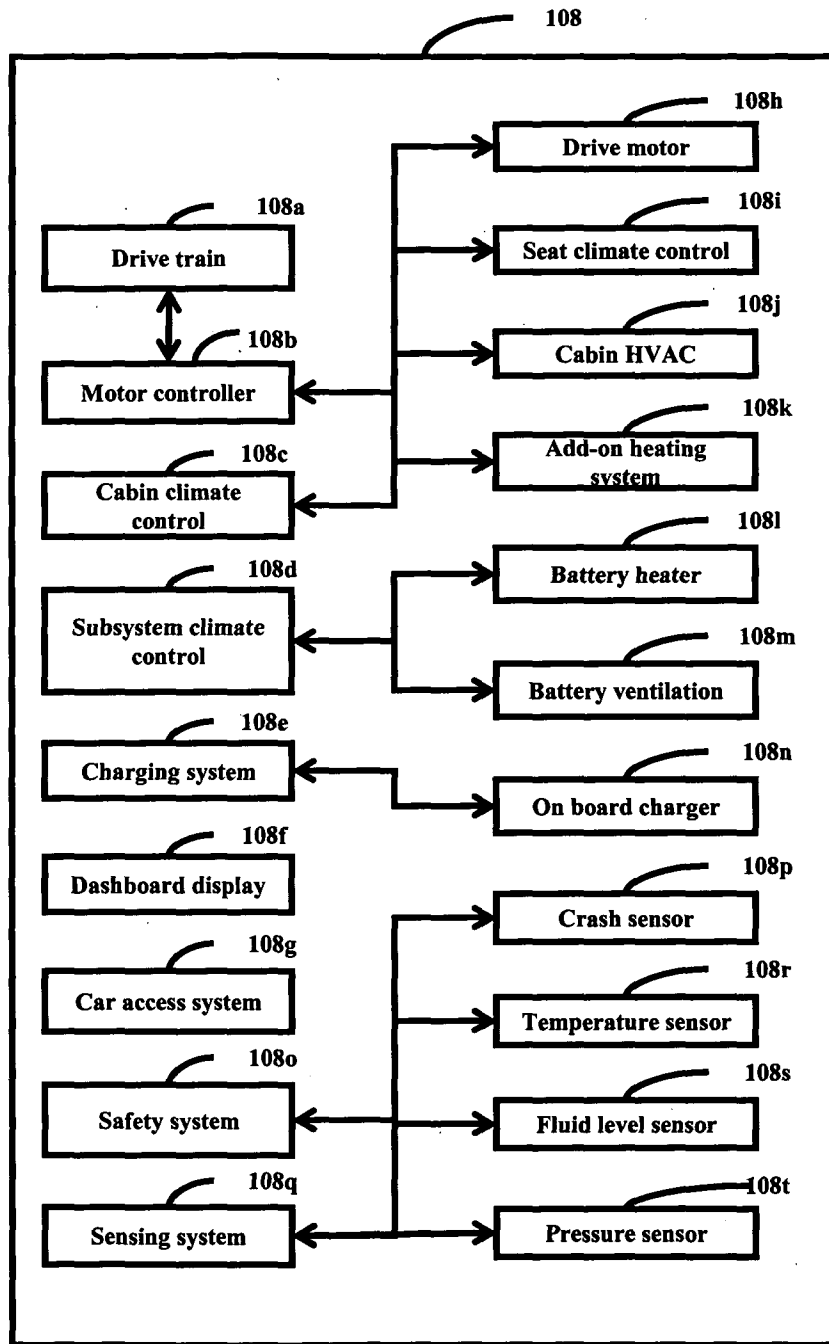 108
108a
Drive train
108b
Motor controller
108c
Cabin climate
control
108d
Subsystem climate
control
108e
Charging system
108f
Dashboard display
108g
Car access system
108o
Safety system
108q
Sensing system
108h
Drive motor
108i
Seat climate control
108j
Cabin HVAC
108k
Add-on heating
system
108l
Battery heater
108m
Battery ventilation
108n
On board charger
108p
Crash sensor
108r
Temperature sensor
108s
Fluid level sensor
108t
Pressure sensor